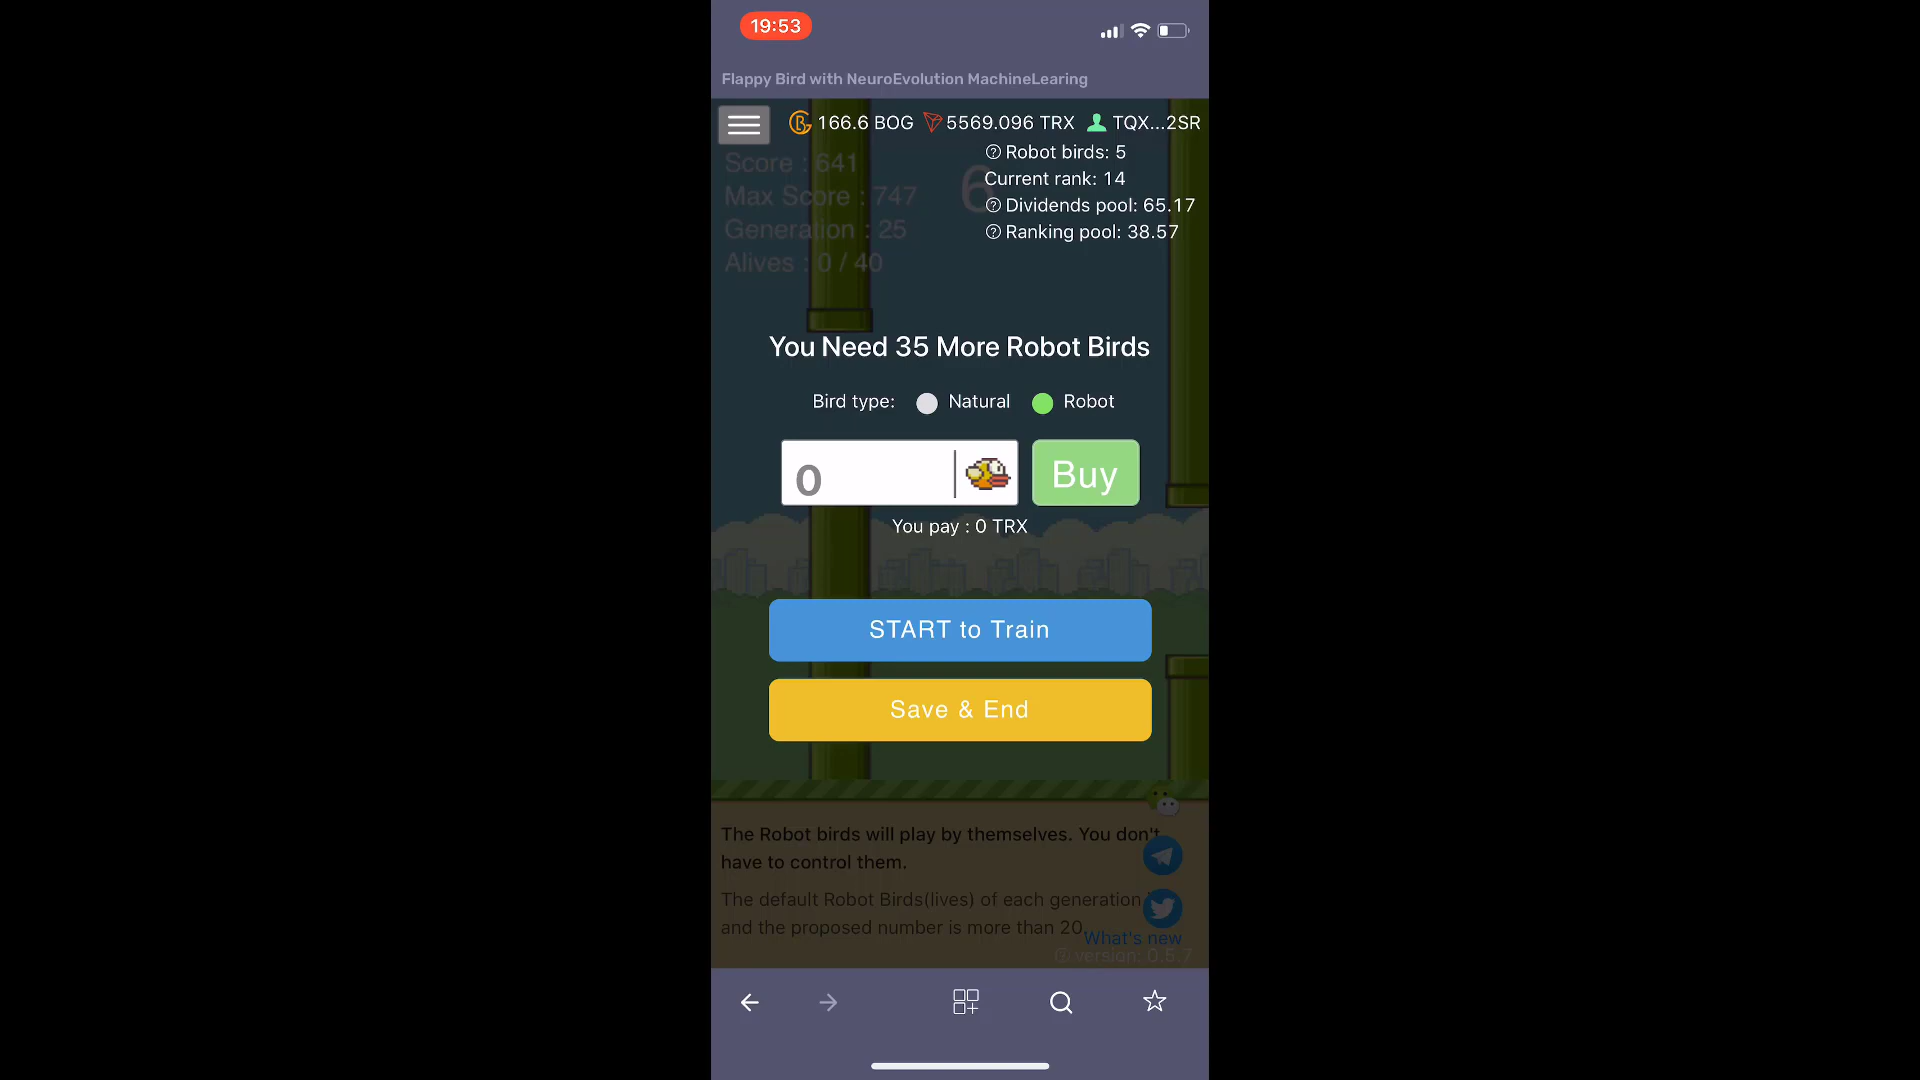 19:53
Flappy Bird with NeuroEvolution MachineLearing
166.6 BOG 5569.096 TRX TQX...2SR
Robot birds: 5
Current rank: 14
Dividends pool: 65.17
Ranking pool: 38.57
Score : 641
Max Score : 747
Generation : 25
Alives : 0 / 40
6
You Need 35 More Robot Birds
Bird type: Natural Robot
0 Buy
You pay : 0 TRX
START to Train
Save & End
The Robot birds will play by themselves. You don't
have to control them.
The default Robot Birds(lives) of each generation
and the proposed number is more than 20
What's new
version: 0.5.7